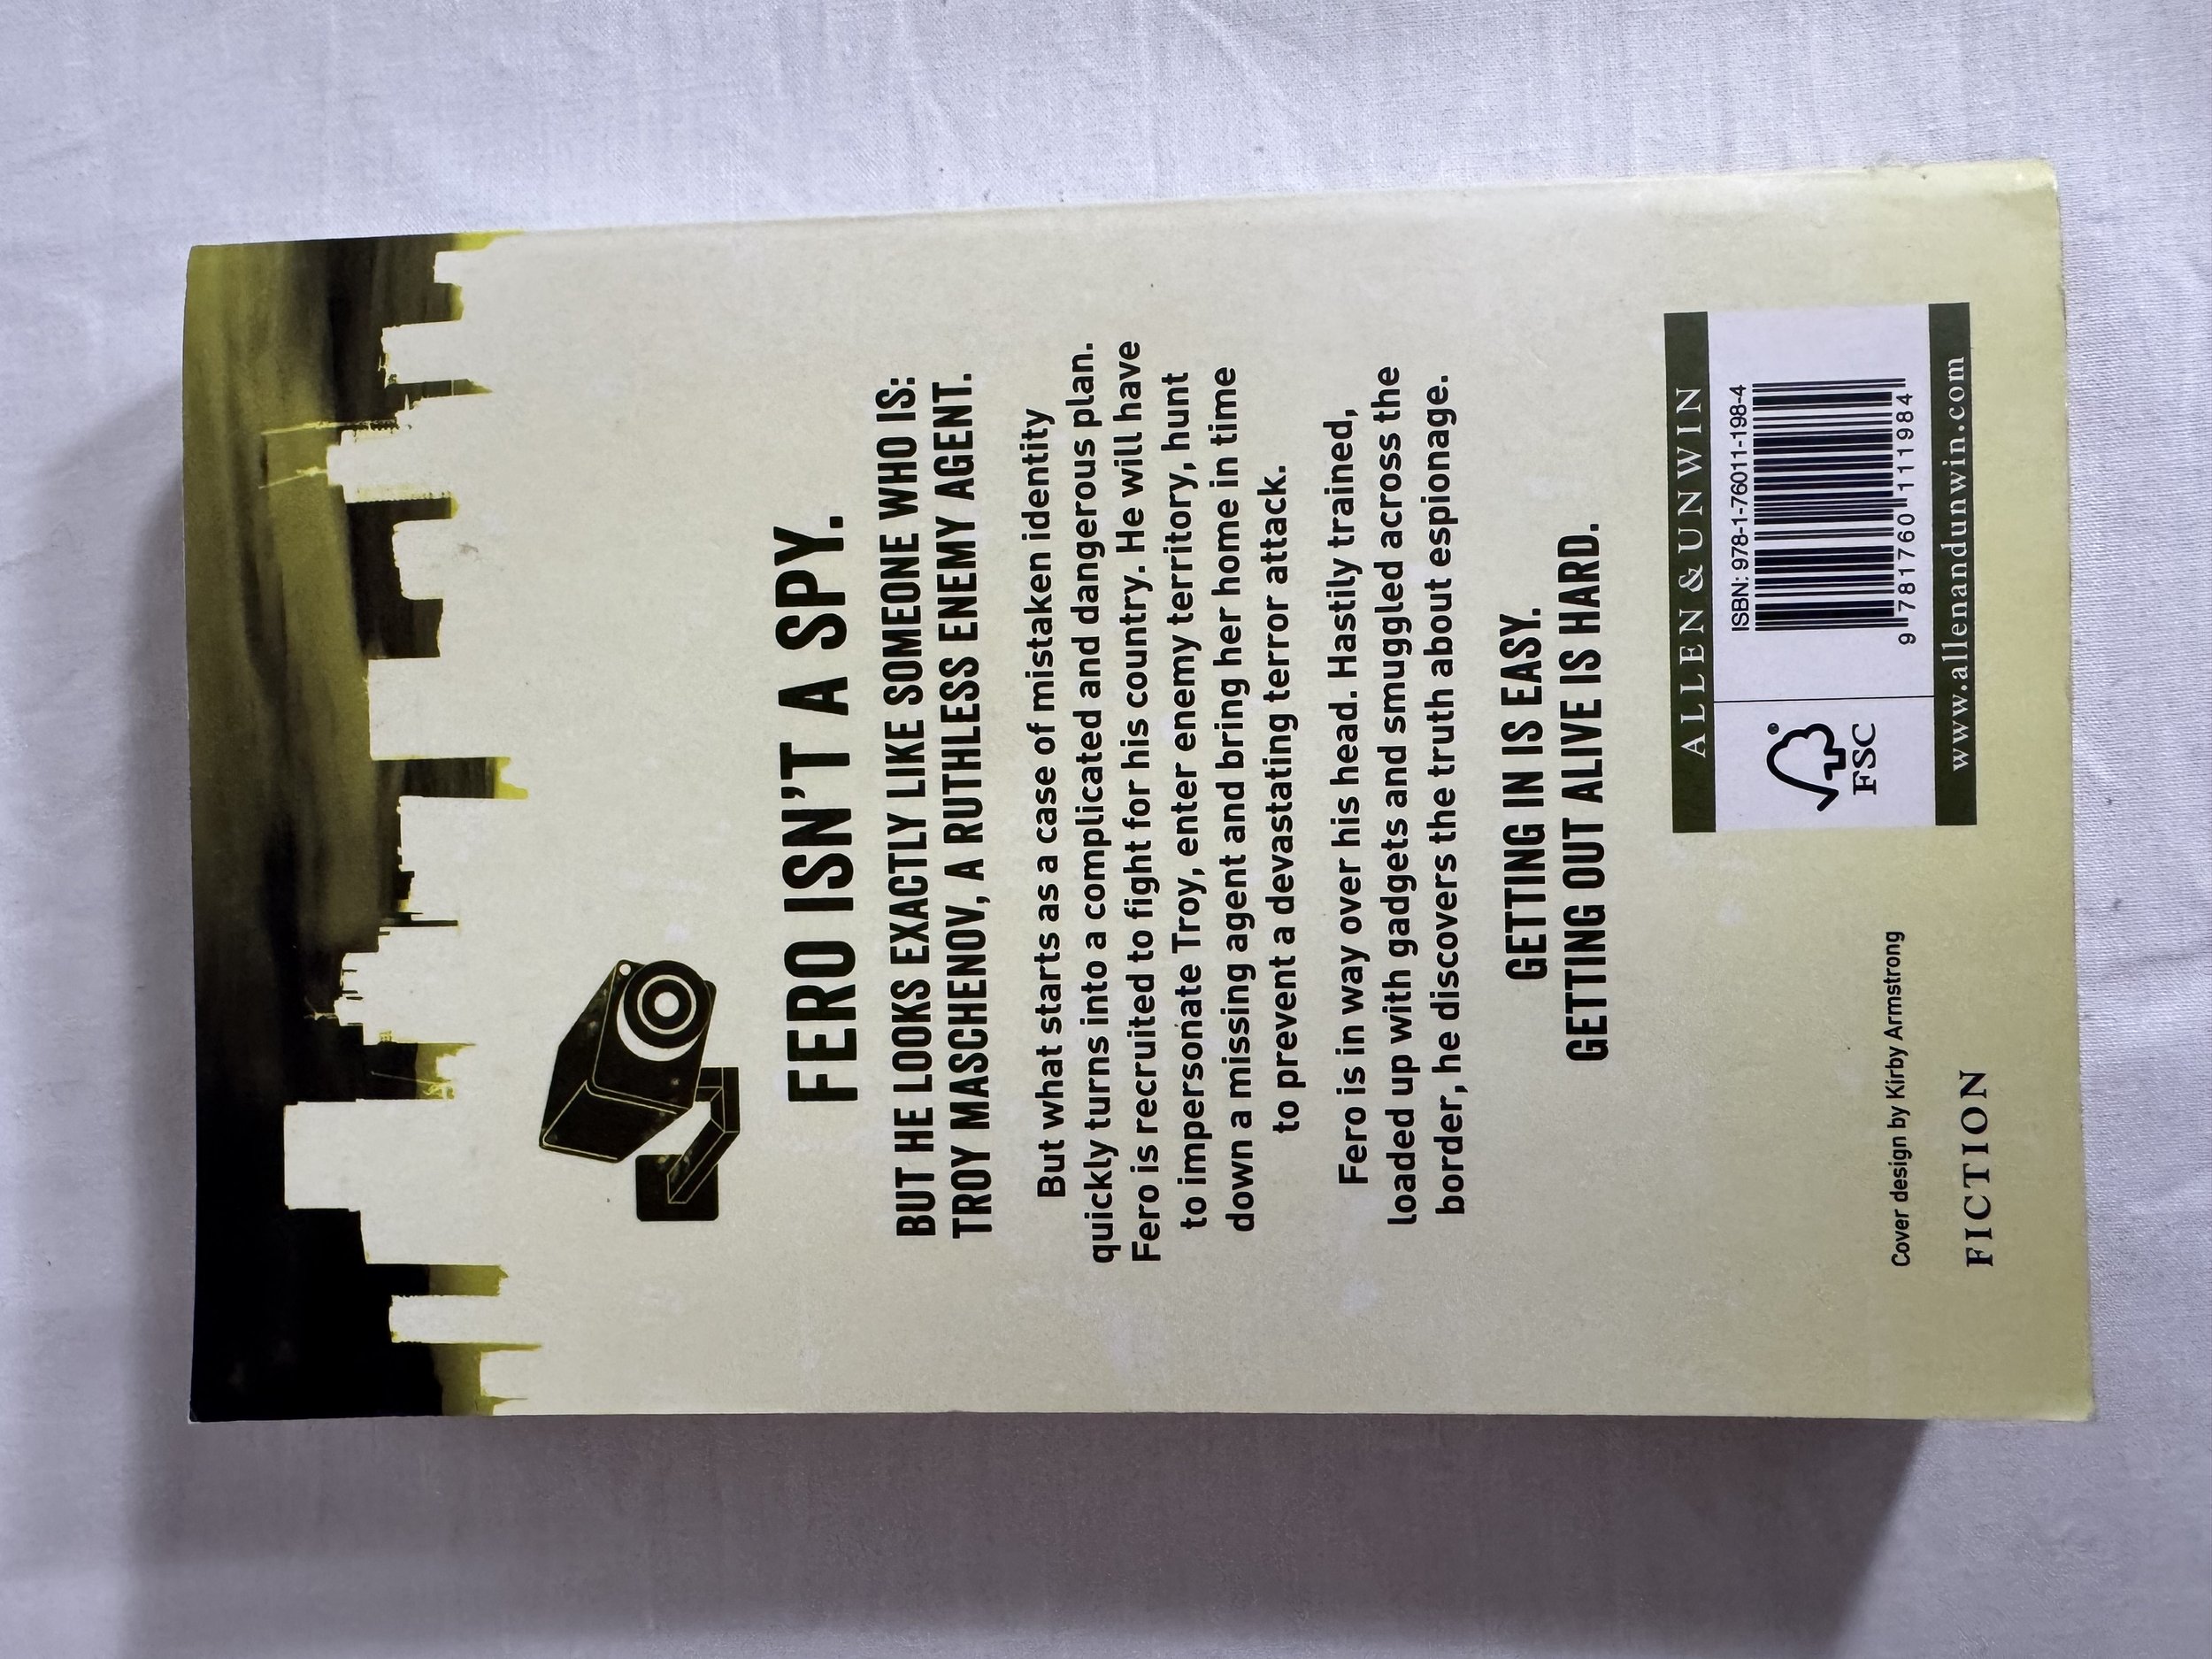 FERO ISN'T A SPY.
BUT HE LOOKS EXACTLY LIKE SOMEONE WHO IS:
TROY MASCHENOV, A RUTHLESS ENEMY AGENT.
But what starts as a case of mistaken identity
quickly turns into a complicated and dangerous plan.
Fero is recruited to fight for his country. He will have
to impersonate Troy, enter enemy territory, hunt
down a missing agent and bring her home in time
to prevent a devastating terror attack.
Fero is in way over his head. Hastily trained,
loaded up with gadgets and smuggled across the
border, he discovers the truth about espionage.
GETTING IN IS EASY.
GETTING OUT ALIVE IS HARD.
Cover design by Kirby Armstrong
FICTION
ALLEN & UNWIN
FSC®
ISBN: 978-1-76011-198-4
9 781760 111984
www.allenandunwin.com